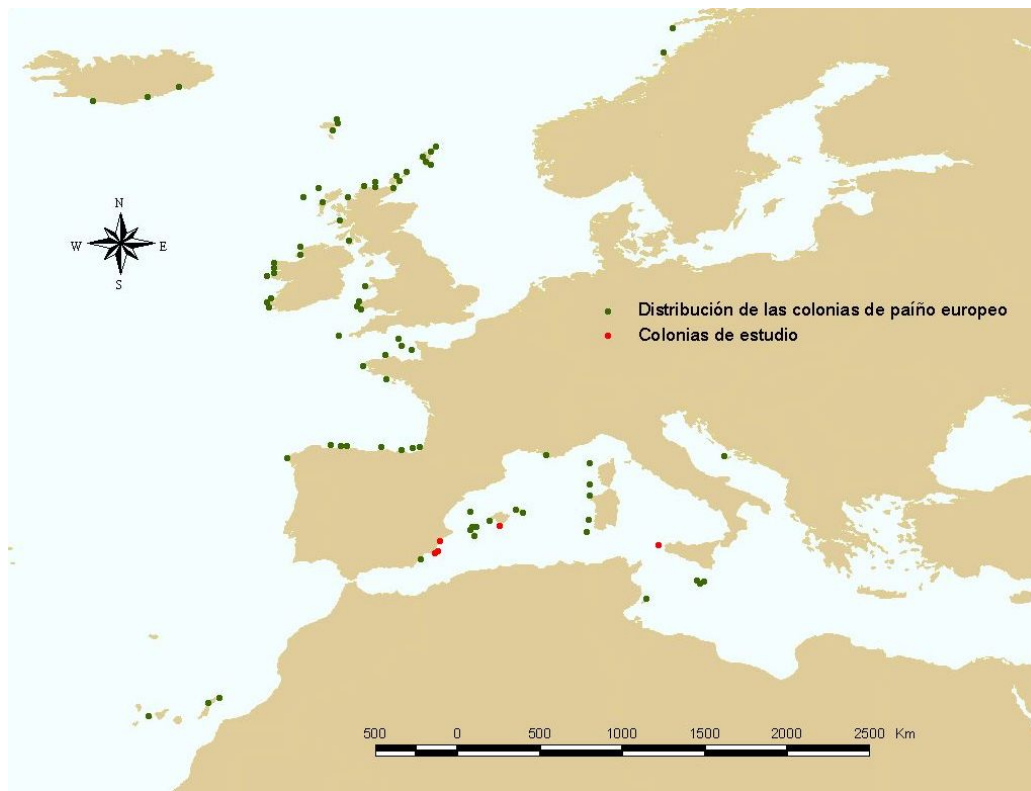 N
W E
S
Distribución de las colonias de paíño europeo
Colonias de estudio
500 0 500 1000 1500 2000 2500 Km